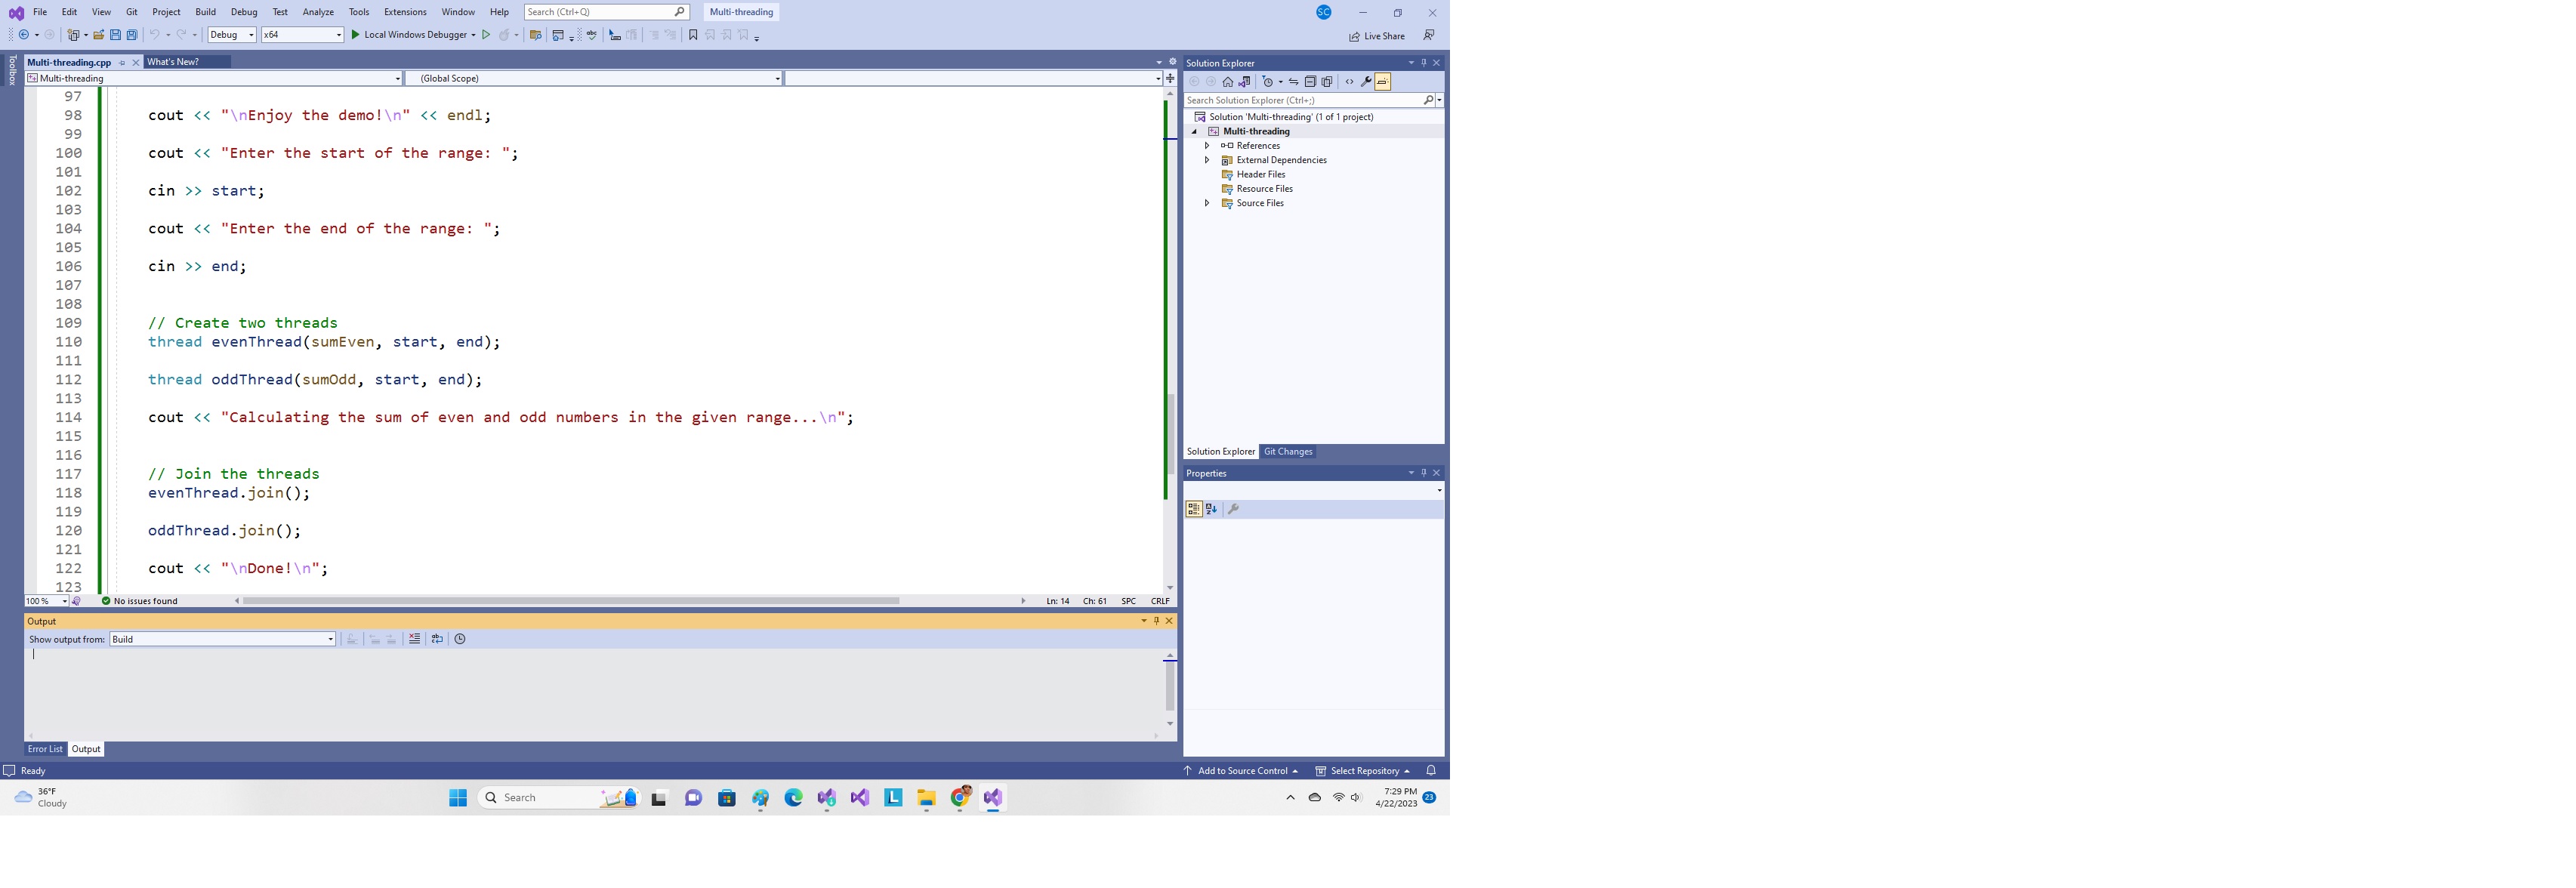 File Edit View Git Project Build Debug Test Analyze Tools Extensions Window Help Search (Ctrl+Q) Multi-threading SC
Debug x64 Local Windows Debugger Live Share
Toolbox
Multi-threading.cpp What's New?
Multi-threading (Global Scope)
97
98 cout << "\nEnjoy the demo!\n" << endl;
99
100 cout << "Enter the start of the range: ";
101
102 cin >> start;
103
104 cout << "Enter the end of the range: ";
105
106 cin >> end;
107
108
109 // Create two threads
110 thread evenThread(sumEven, start, end);
111
112 thread oddThread(sumOdd, start, end);
113
114 cout << "Calculating the sum of even and odd numbers in the given range...\n";
115
116
117 // Join the threads
118 evenThread.join();
119
120 oddThread.join();
121
122 cout << "\nDone!\n";
123
100 % No issues found Ln: 14 Ch: 61 SPC CRLF
Output
Show output from: Build
Error List Output
Solution Explorer
Search Solution Explorer (Ctrl+;)
Solution 'Multi-threading' (1 of 1 project)
Multi-threading
References
External Dependencies
Header Files
Resource Files
Source Files
Solution Explorer Git Changes
Properties
Ready Add to Source Control Select Repository
36°F
Cloudy
Search
L
7:29 PM
4/22/2023
23